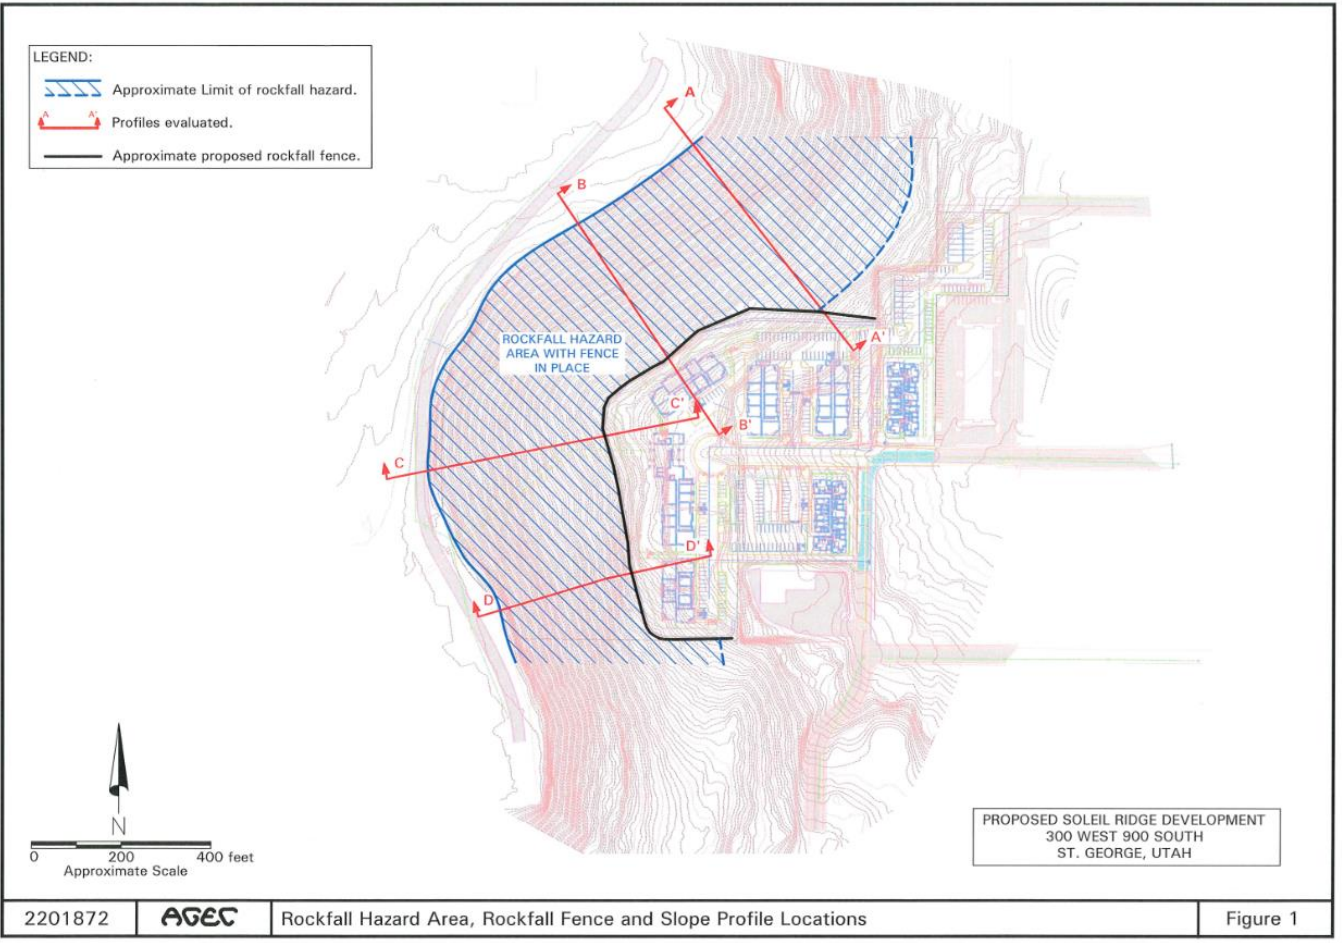 LEGEND:
Approximate Limit of rockfall hazard.
A A'
Profiles evaluated.
Approximate proposed rockfall fence.
A
B
ROCKFALL HAZARD
AREA WITH FENCE
IN PLACE
A'
C'
B'
C
D'
D
N
0 200 400 feet
Approximate Scale
PROPOSED SOLEIL RIDGE DEVELOPMENT
300 WEST 900 SOUTH
ST. GEORGE, UTAH
2201872
AGEC
Rockfall Hazard Area, Rockfall Fence and Slope Profile Locations
Figure 1